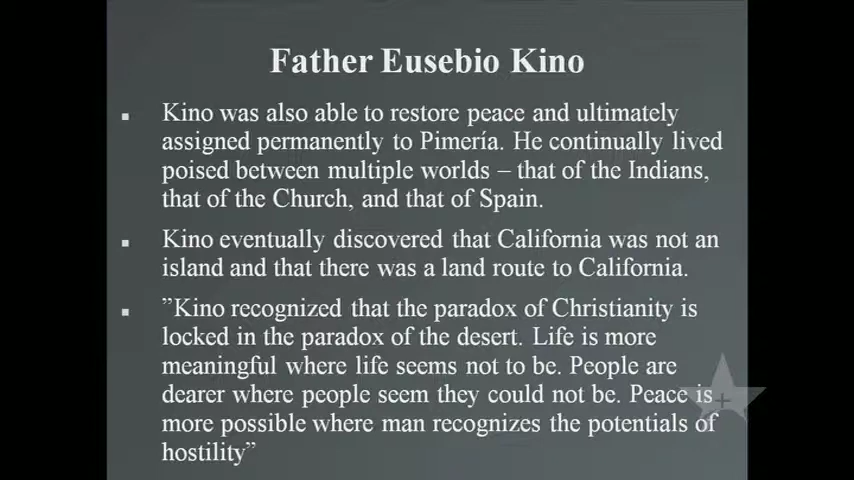 Father Eusebio Kino
▪ Kino was also able to restore peace and ultimately
assigned permanently to Pimería. He continually lived
poised between multiple worlds – that of the Indians,
that of the Church, and that of Spain.
▪ Kino eventually discovered that California was not an
island and that there was a land route to California.
▪ ”Kino recognized that the paradox of Christianity is
locked in the paradox of the desert. Life is more
meaningful where life seems not to be. People are
dearer where people seem they could not be. Peace is
more possible where man recognizes the potentials of
hostility”